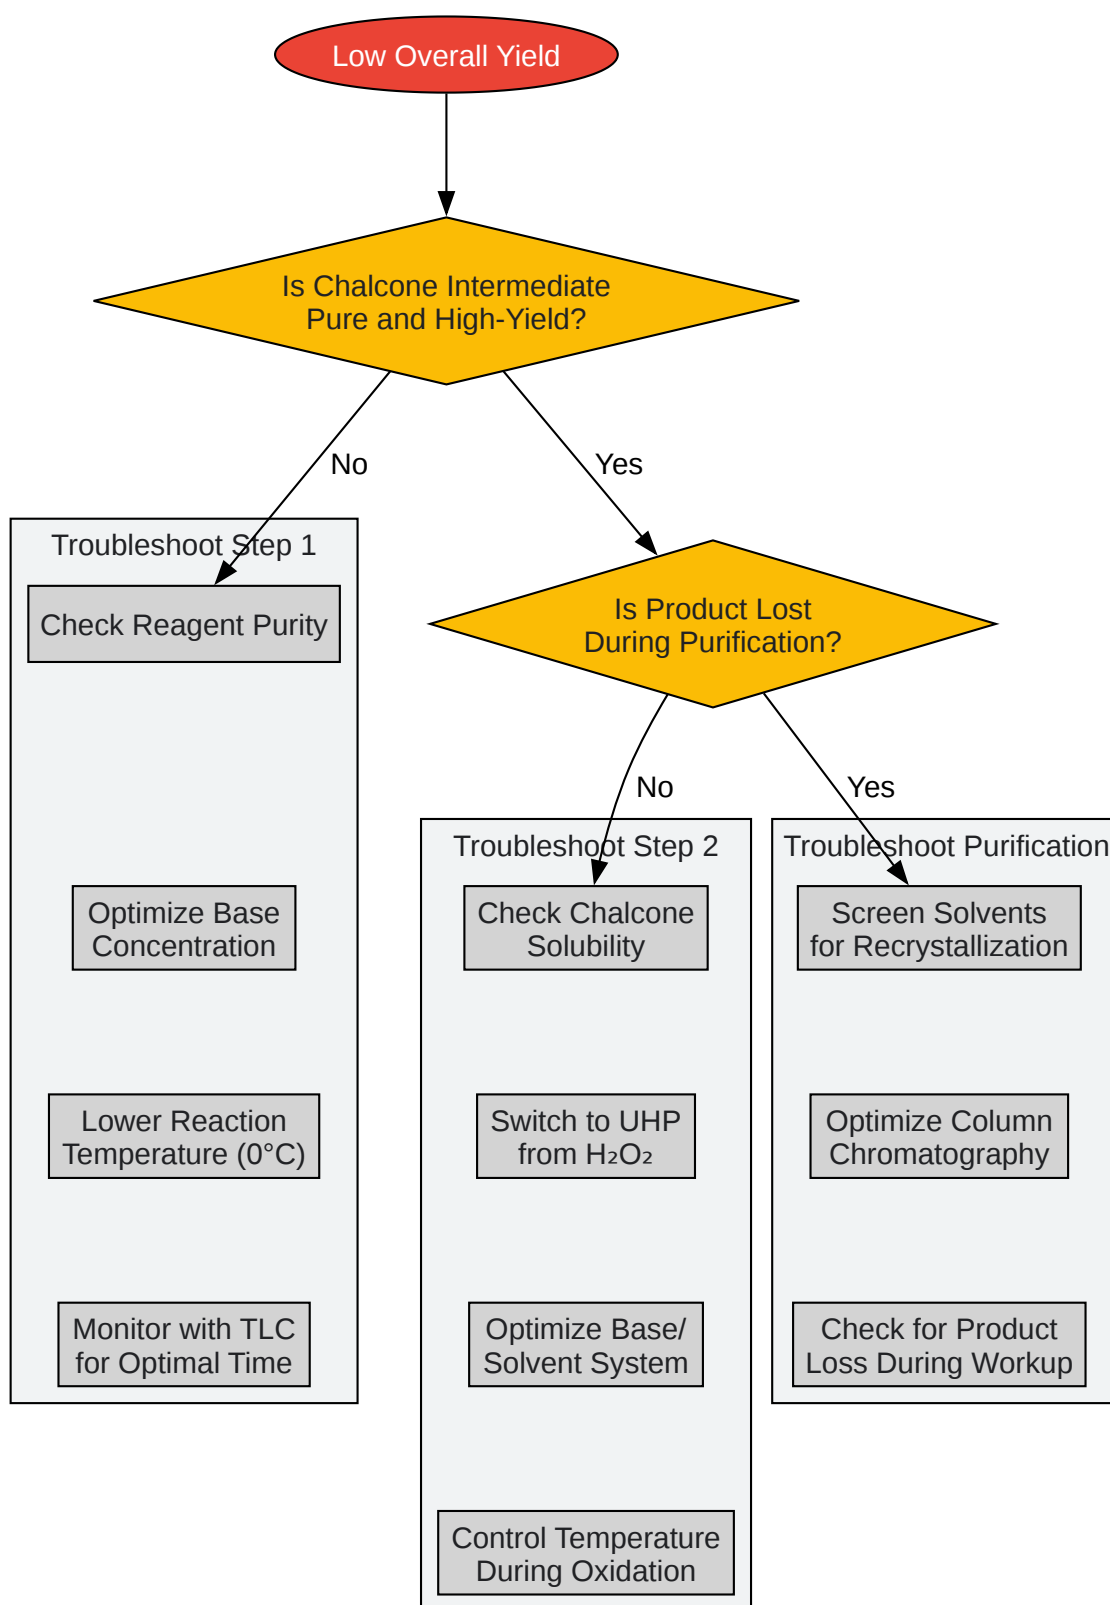 Low Overall Yield
Is Chalcone Intermediate
Pure and High-Yield?
No
Yes
Troubleshoot Step 1
Check Reagent Purity
Optimize Base
Concentration
Lower Reaction
Temperature (0°C)
Monitor with TLC
for Optimal Time
Is Product Lost
During Purification?
No
Yes
Troubleshoot Step 2
Check Chalcone
Solubility
Switch to UHP
from H₂O₂
Optimize Base/
Solvent System
Control Temperature
During Oxidation
Troubleshoot Purification
Screen Solvents
for Recrystallization
Optimize Column
Chromatography
Check for Product
Loss During Workup